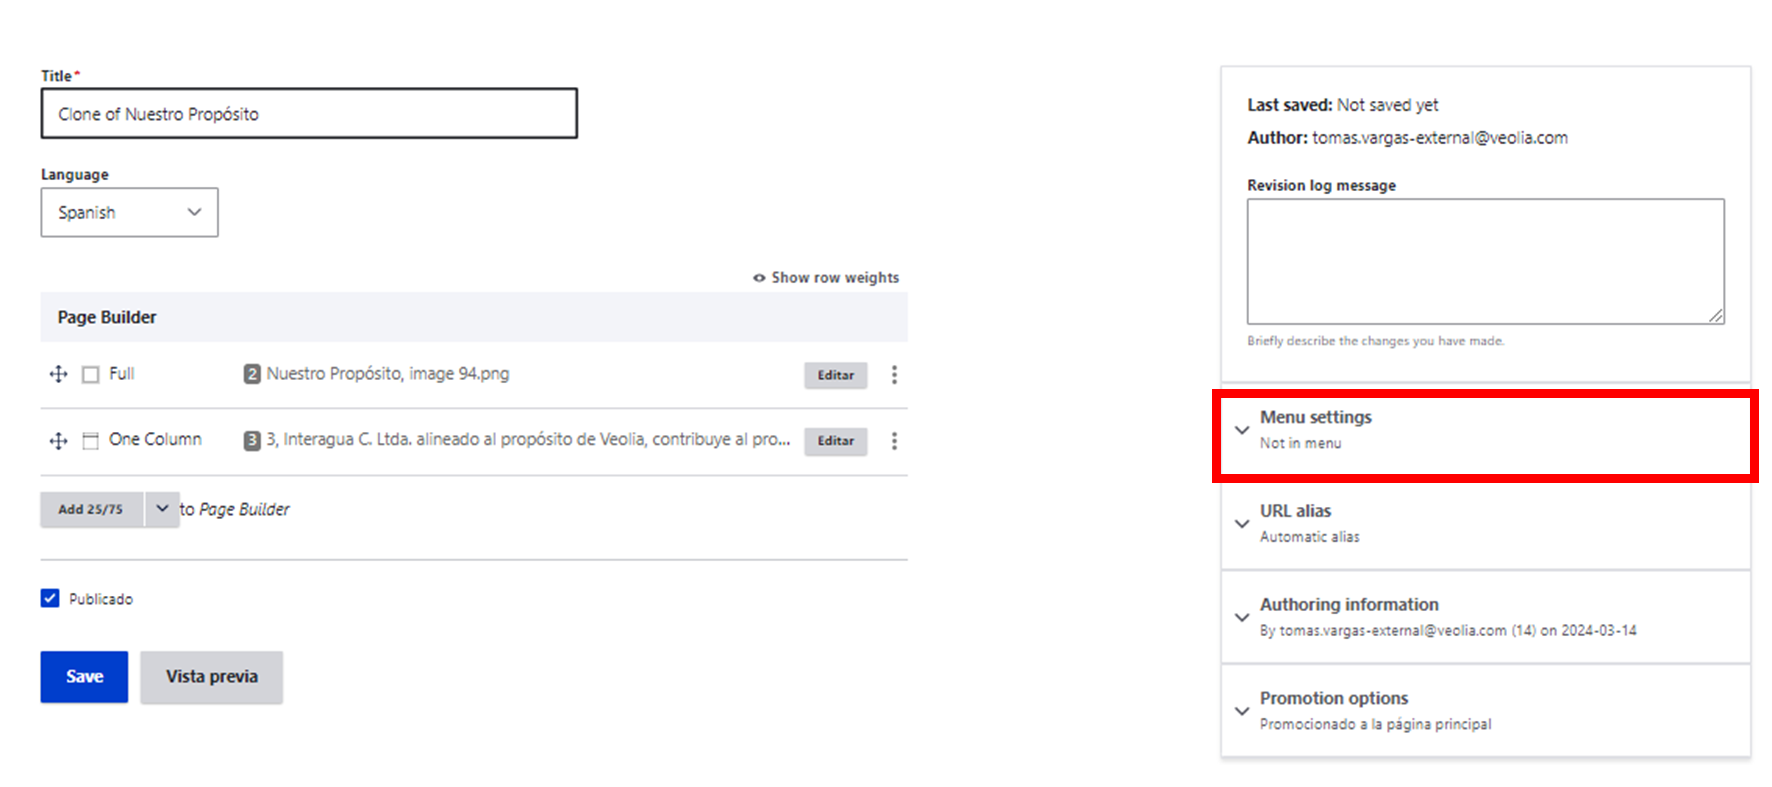 Title*
Clone of Nuestro Propósito
Language
Spanish
Show row weights
Page Builder
Full
2 Nuestro Propósito, image 94.png
Editar
One Column
3 3, Interagua C. Ltda. alineado al propósito de Veolia, contribuye al pro...
Editar
Add 25/75
to Page Builder
Publicado
Save
Vista previa
Last saved: Not saved yet
Author: tomas.vargas-external@veolia.com
Revision log message
Briefly describe the changes you have made.
Menu settings
Not in menu
URL alias
Automatic alias
Authoring information
By tomas.vargas-external@veolia.com (14) on 2024-03-14
Promotion options
Promocionado a la página principal